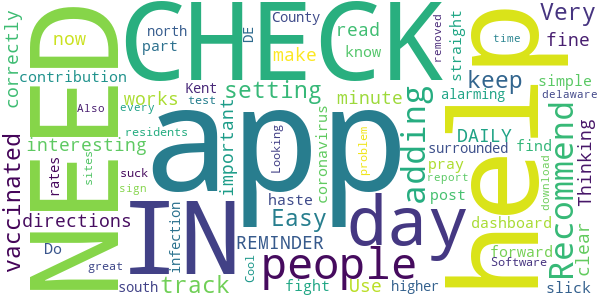 NEED
CHECK
IN
app
help
day
people
correctly
now
north
part
contribution
works
DE
County
make
read
know
straight
removed
time
Very
fine
keep
simple
every
Kent
test
setting
minute
alarming
delaware
Also
residents
interesting
important
Looking
coronavirus
problem
adding
DAILY
find
Recommend
Thinking
vaccinated
rates
sites
suck
sign
directions
haste
Easy
surrounded
pray
report
post
download
dashboard
forward
clear
Do
infection
REMINDER
great
south
track
Cool
fight
Use
higher
Software
slick